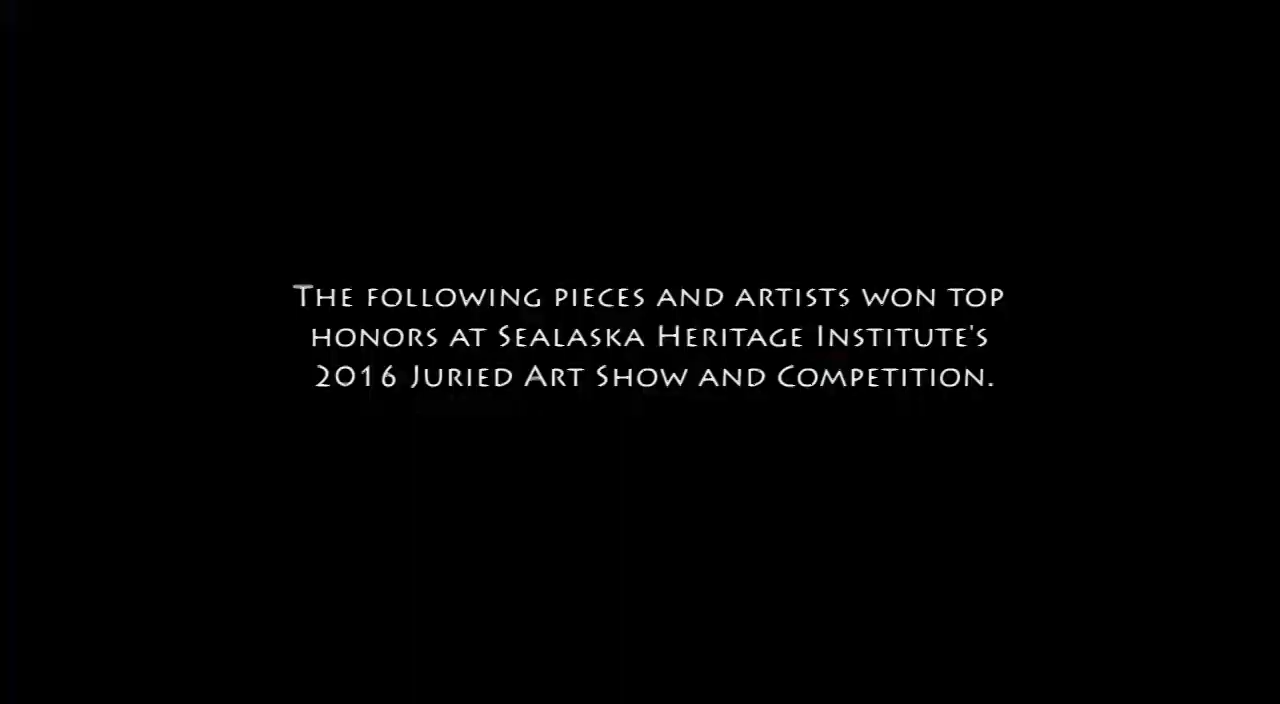 The following pieces and artists won top
honors at Sealaska Heritage Institute's
2016 Juried Art Show and Competition.